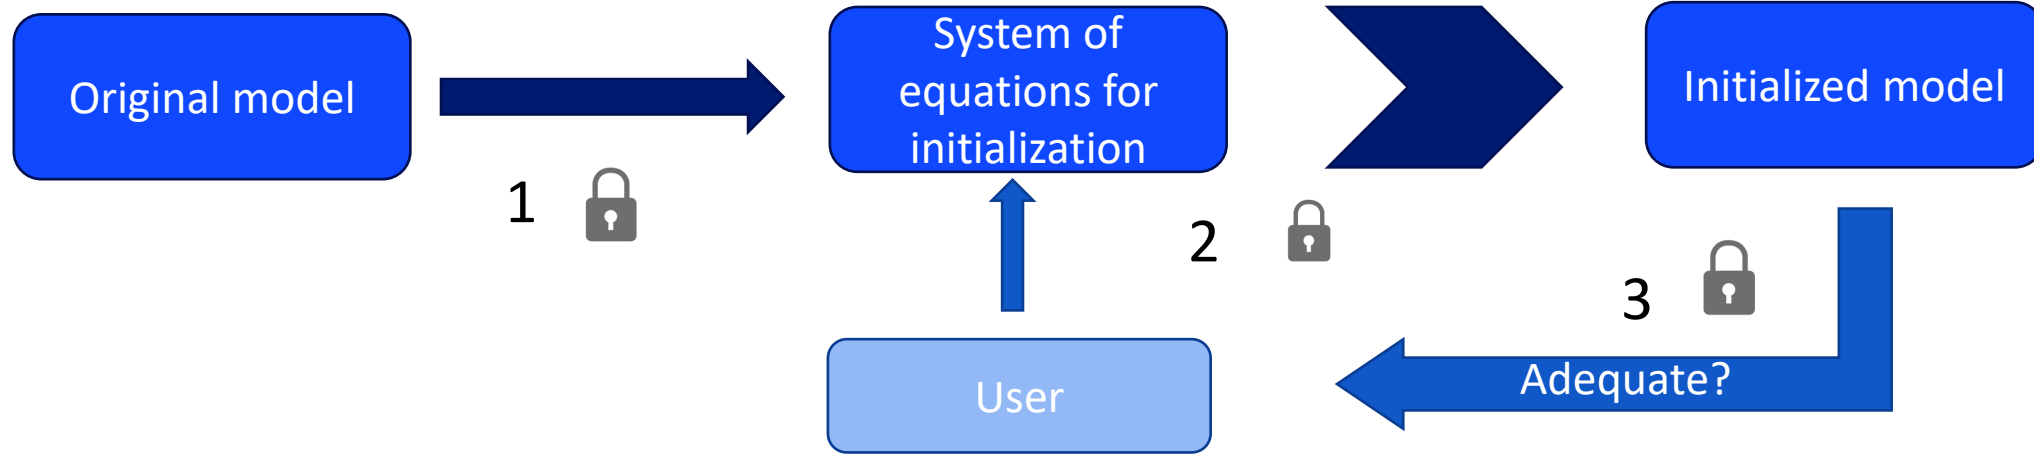 Original model
System of
equations for
initialization
Initialized model
1
2
3
Adequate?
User